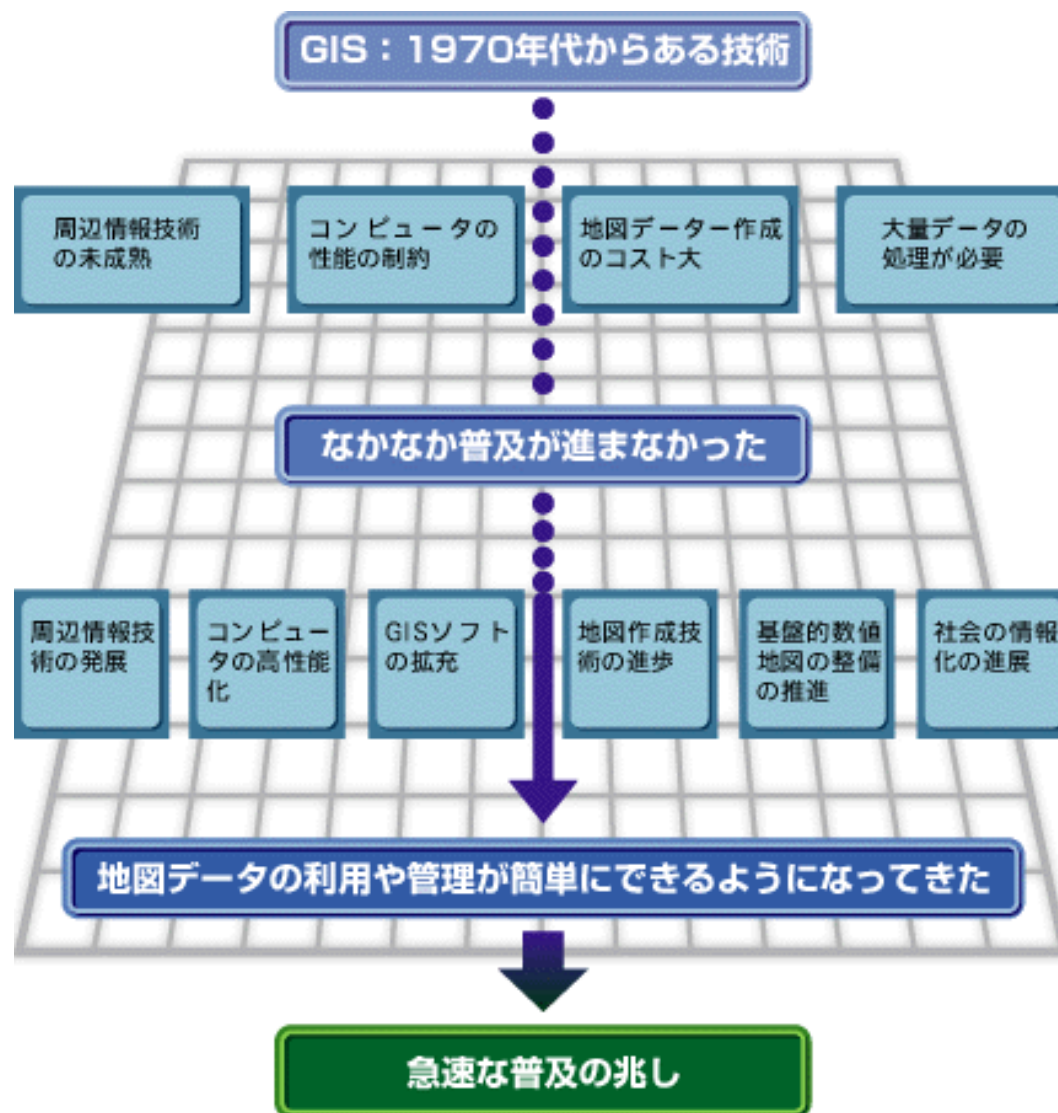 GIS：1970年代からある技術
周辺情報技術
の未成熟
コンピュータの
性能の制約
地図データー作成
のコスト大
大量データの
処理が必要
なかなか普及が進まなかった
周辺情報技
術の発展
コンピュー
タの高性能
化
GISソフト
の拡充
地図作成技
術の進歩
基盤的数値
地図の整備
の推進
社会の情報
化の進展
地図データの利用や管理が簡単にできるようになってきた
急速な普及の兆し